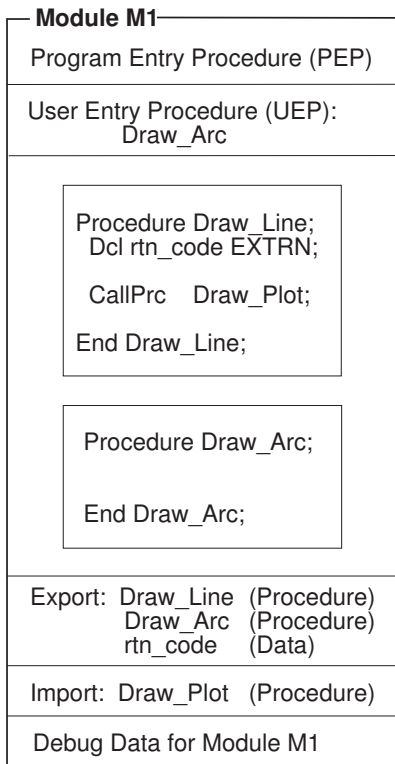 Module M1
Program Entry Procedure (PEP)
User Entry Procedure (UEP):
Draw_Arc
Procedure Draw_Line;
Dcl rtn_code EXTRN;
CallPrc Draw_Plot;
End Draw_Line;
Procedure Draw_Arc;
End Draw_Arc;
Export: Draw_Line (Procedure)
Draw_Arc (Procedure)
rtn_code (Data)
Import: Draw_Plot (Procedure)
Debug Data for Module M1